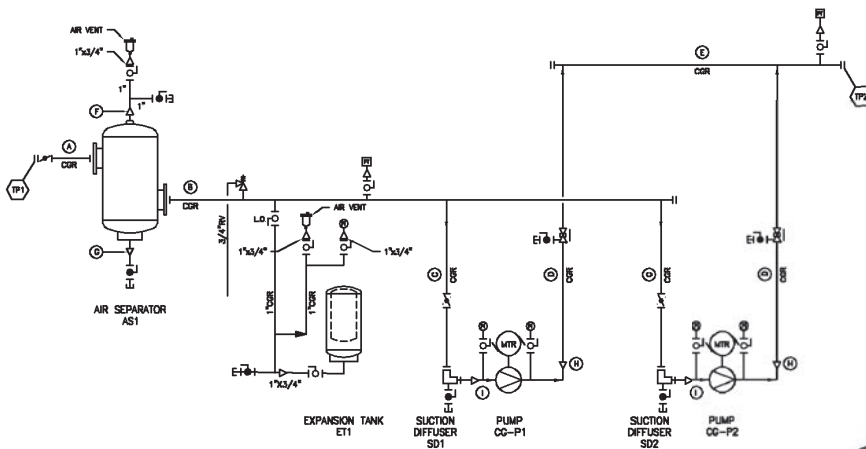 AIR VENT
1"x3/4"
1"
1"
F
A
CGR
TP1
B
CGR
G
AIR SEPARATOR
AS1
3/4"RV
L.O.
AIR VENT
1"x3/4"
M
1"x3/4"
1"CGR
1"CGR
1"X3/4"
EXPANSION TANK
ET1
PT
C
CGR
M
MTR
M
I
H
SUCTION
DIFFUSER
SD1
PUMP
CG-P1
D
CGR
E
CGR
PT
TP2
C
CGR
M
MTR
M
I
H
D
CGR
SUCTION
DIFFUSER
SD2
PUMP
CG-P2